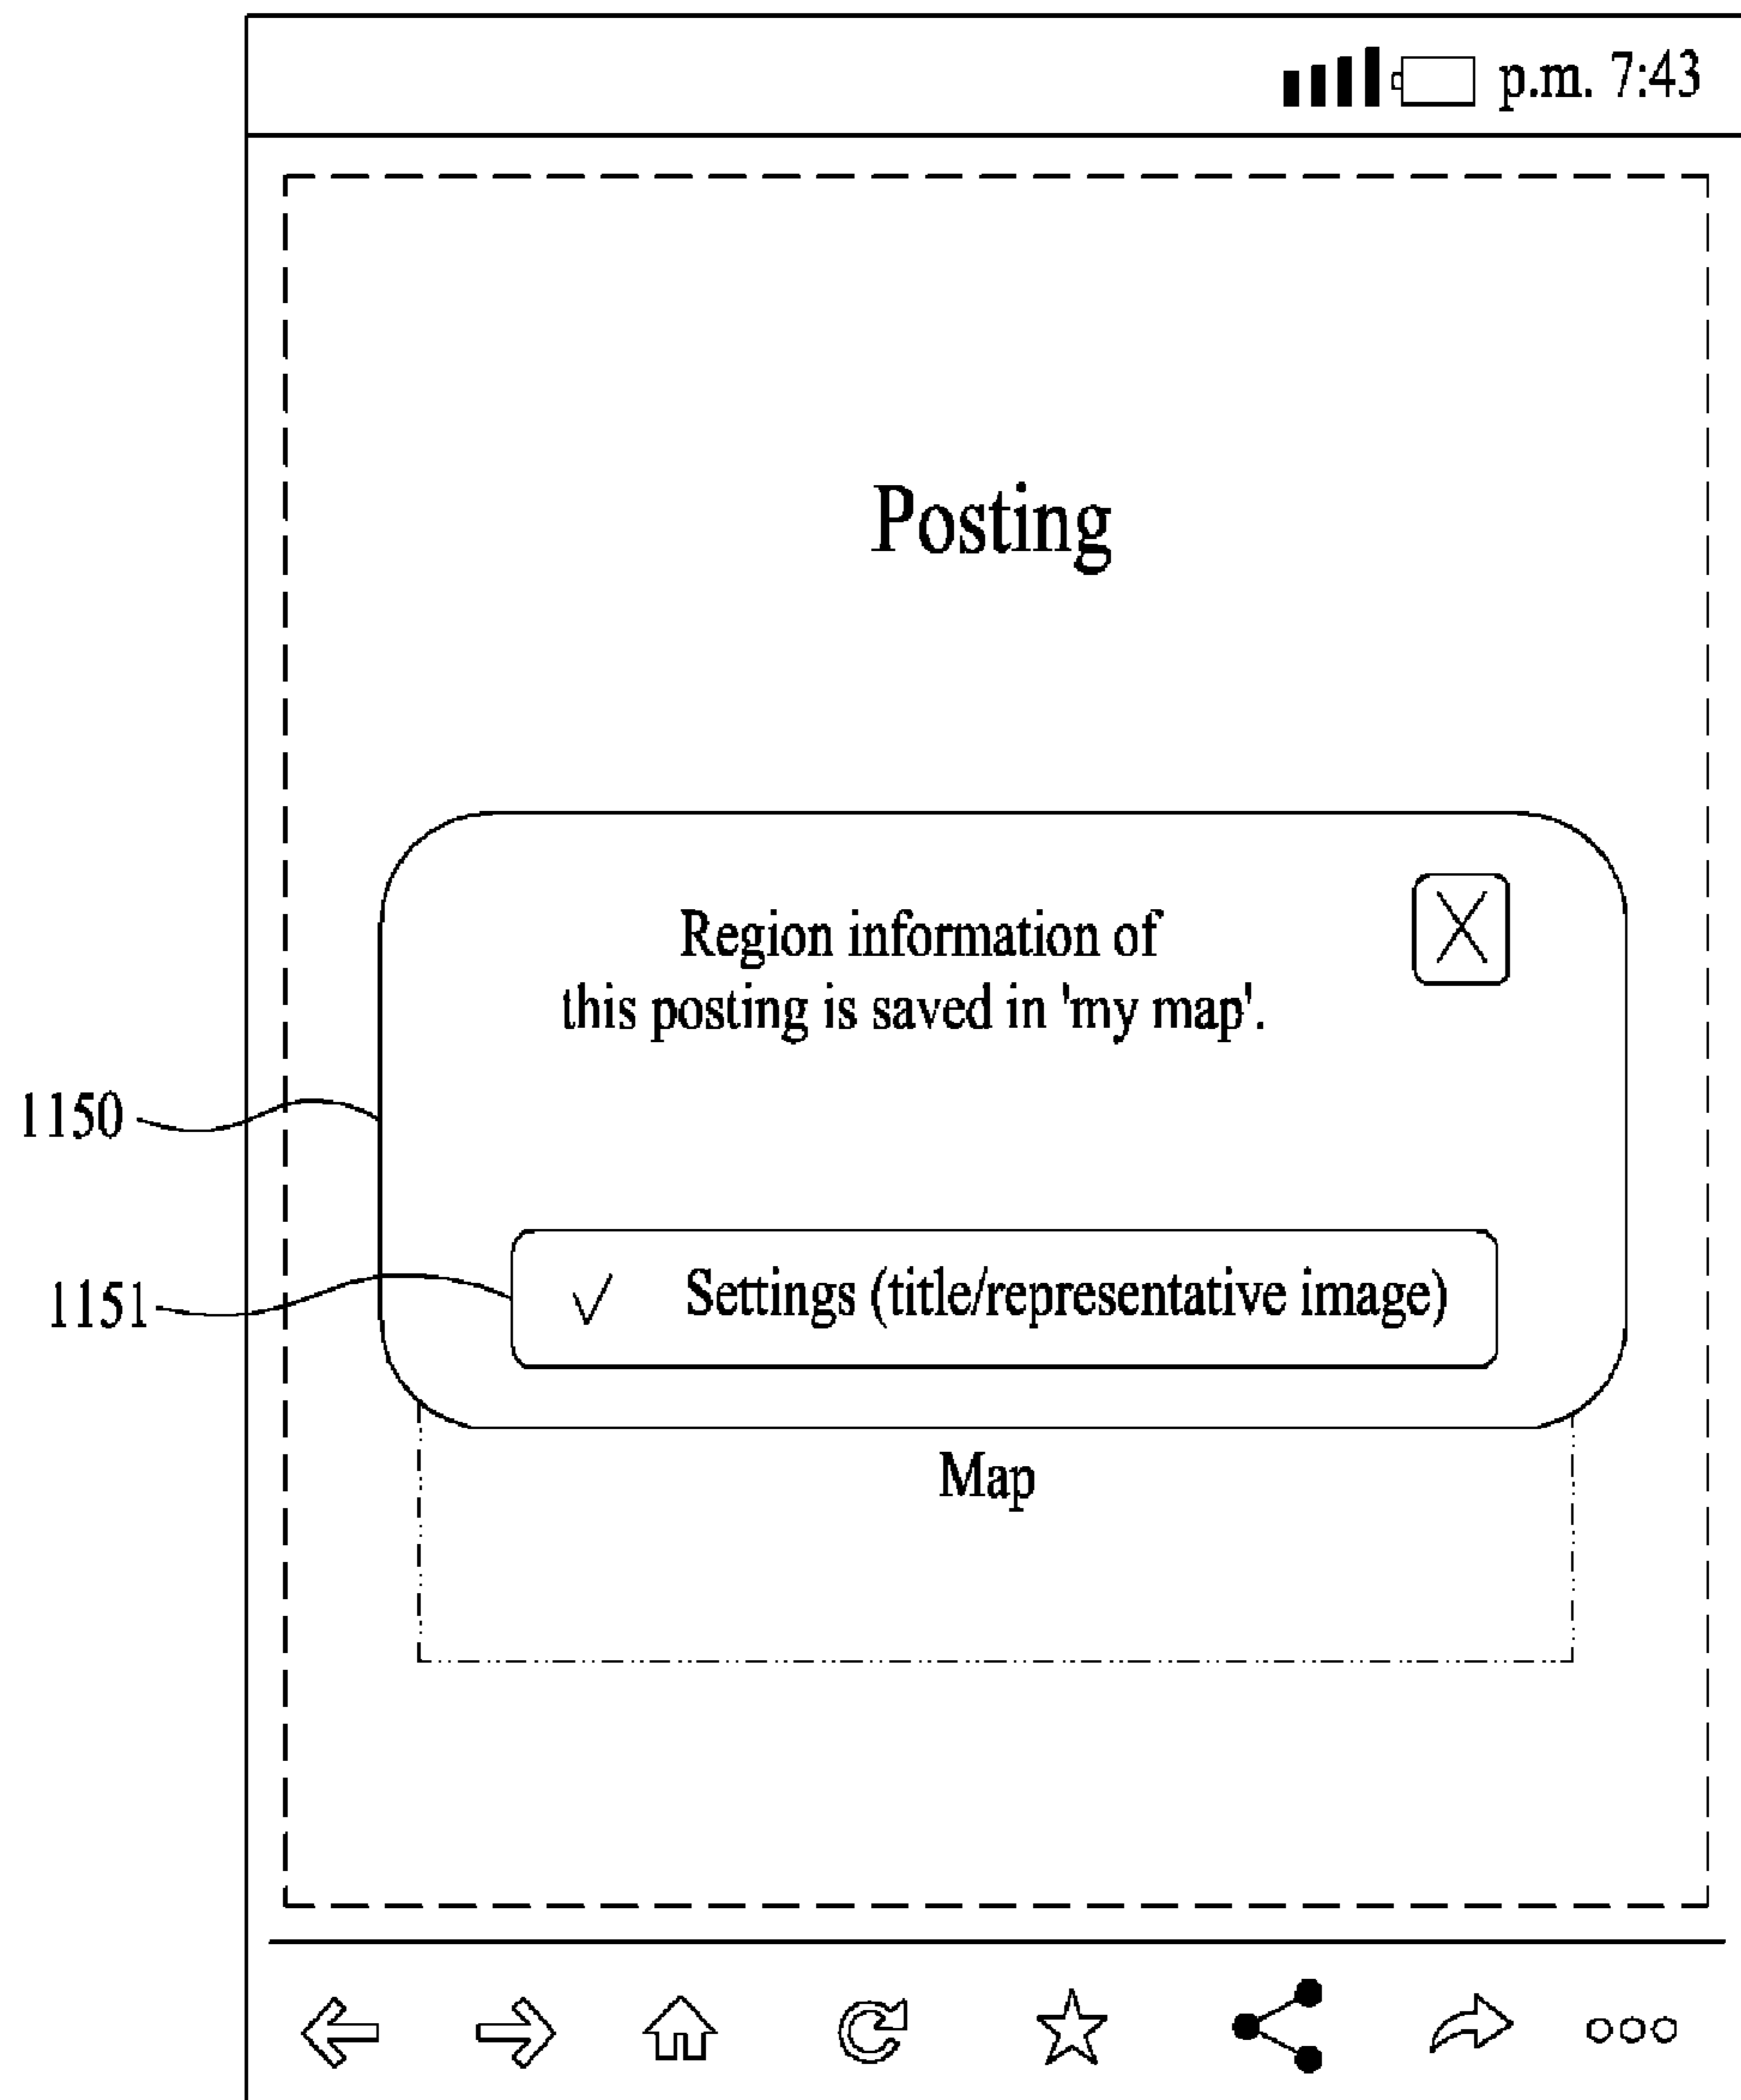 p.m. 7:43
Posting
Region information of
this posting is saved in 'my map'.
1150
1151
Settings (title/representative image)
Map